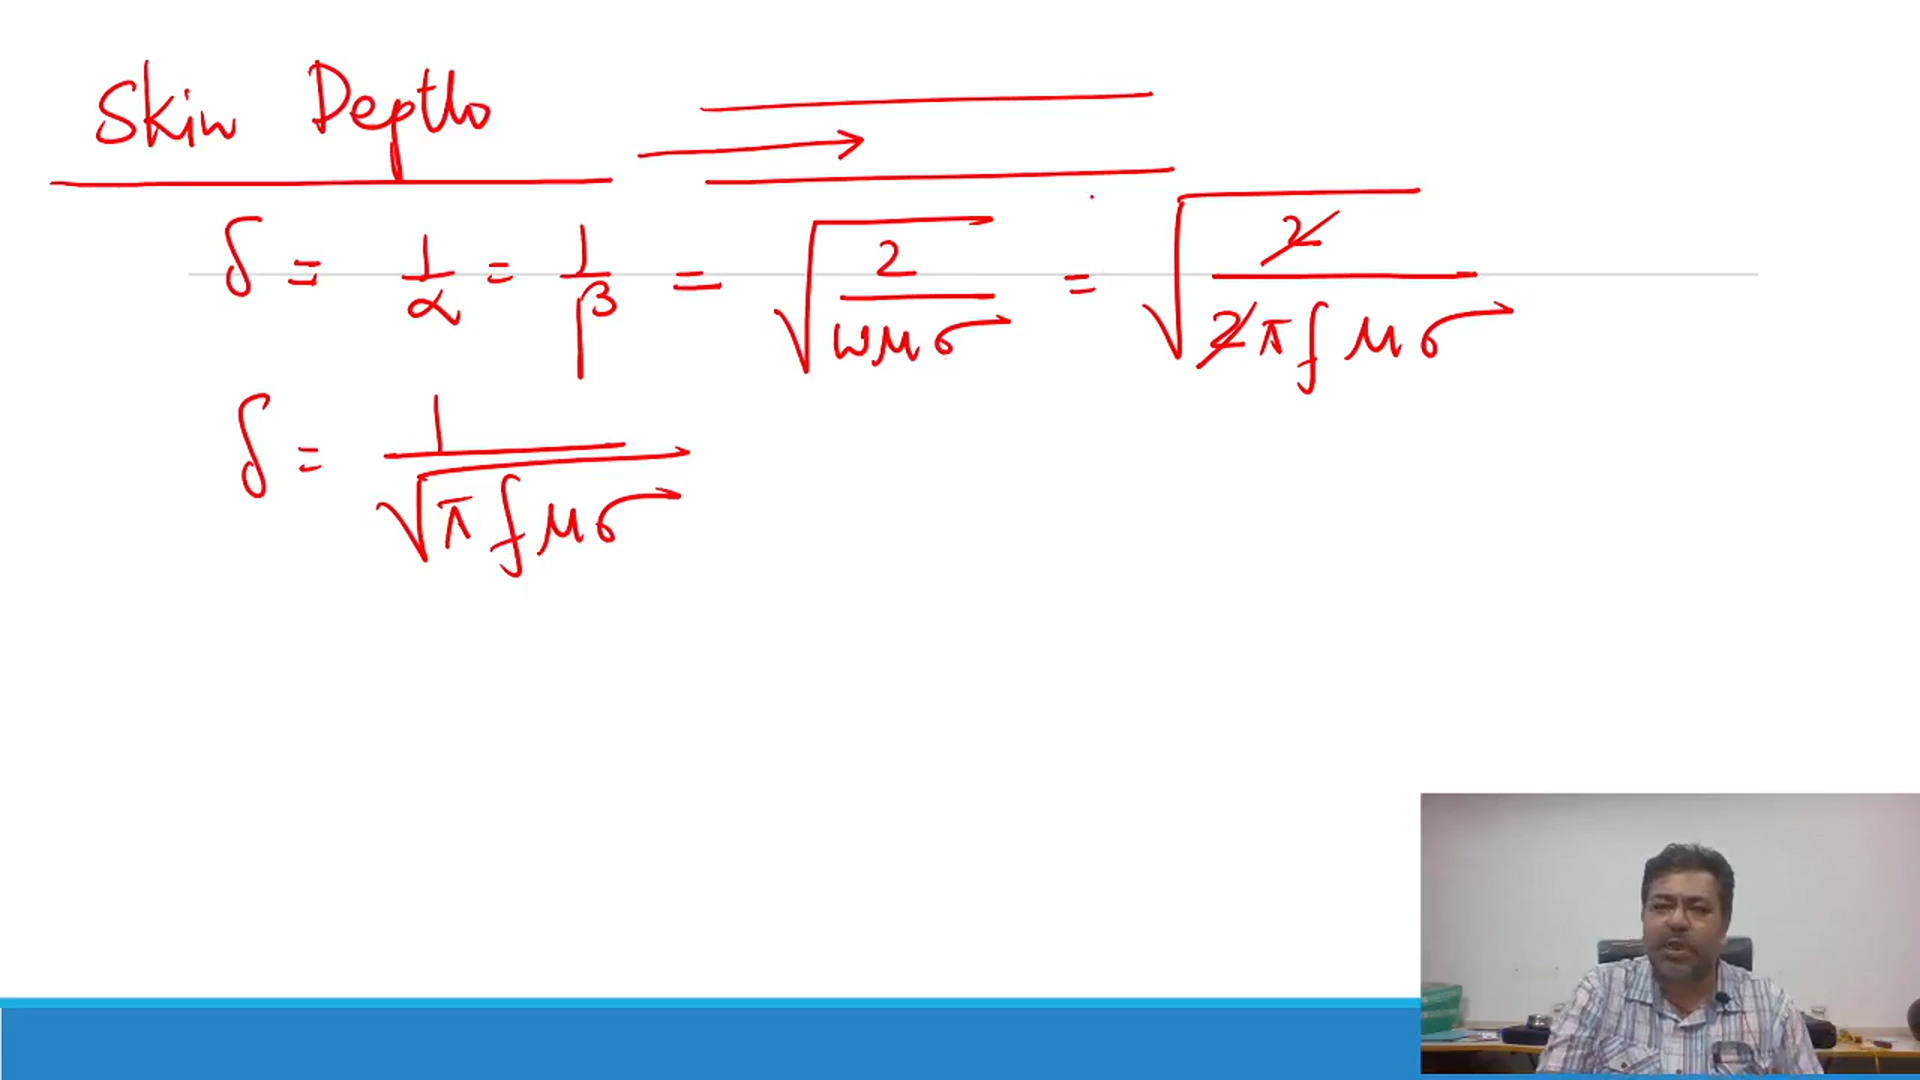 Skin Depth
δ = 1/α = 1/β = √(2/ωμσ) = √(2/2πfμσ)
δ = 1/√(πfμσ)